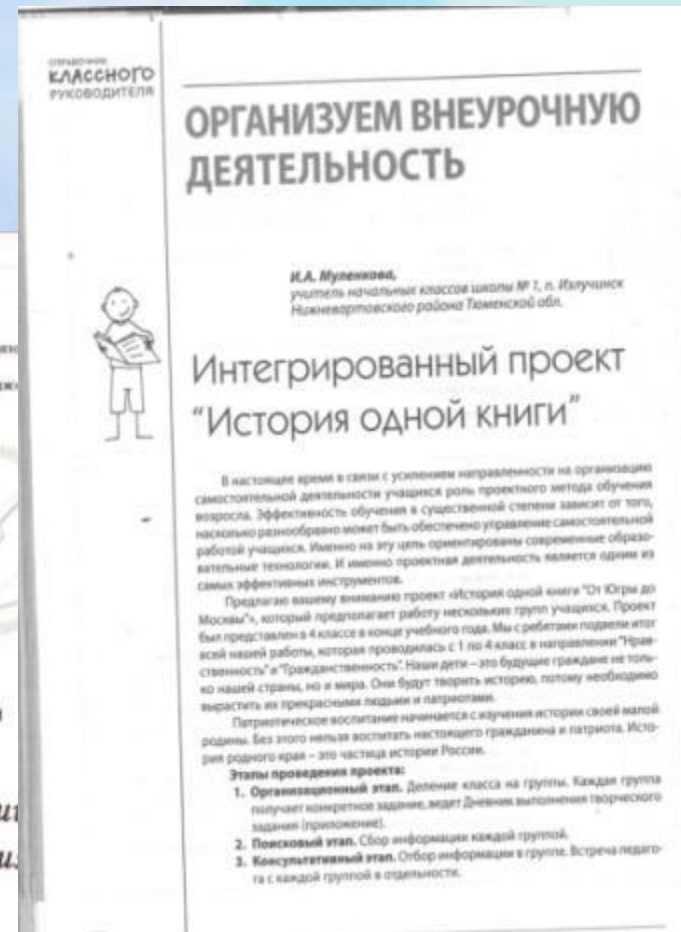 СПРАВОЧНИК
КЛАССНОГО
РУКОВОДИТЕЛЯ
ОРГАНИЗУЕМ ВНЕУРОЧНУЮ
ДЕЯТЕЛЬНОСТЬ
И.А. Муленкова,
учитель начальных классов школы № 1, п. Излучинск
Нижневартовского района Тюменской обл.
Интегрированный проект
"История одной книги"
В настоящее время в связи с усилением направленности на организацию
самостоятельной деятельности учащихся роль проектного метода обучения
возросла. Эффективность обучения в существенной степени зависит от того,
насколько разнообразно может быть обеспечено управление самостоятельной
работой учащихся. Именно на эту цель ориентированы современные образо-
вательные технологии. И именно проектная деятельность является одним из
самых эффективных инструментов.
Предлагаю вашему вниманию проект «История одной книги "От Югры до
Москвы"», который предполагает работу нескольких групп учащихся. Проект
был представлен в 4 классе в конце учебного года. Мы с ребятами подвели итог
всей нашей работы, которая проводилась с 1 по 4 класс в направлении "Нрав-
ственность" и "Гражданственность". Наши дети – это будущие граждане не толь-
ко нашей страны, но и мира. Они будут творить историю, потому необходимо
вырастить их прекрасными людьми и патриотами.
Патриотическое воспитание начинается с изучения истории своей малой
родины. Без этого нельзя воспитать настоящего гражданина и патриота. Исто-
рия родного края – это частица истории России.
Этапы проведения проекта:
1. Организационный этап. Деление класса на группы. Каждая группа
получает конкретное задание, ведет Дневник выполнения творческого
задания (приложение).
2. Поисковый этап. Сбор информации каждой группой.
3. Консультативный этап. Отбор информации в группе. Встреча педаго-
га с каждой группой в отдельности.